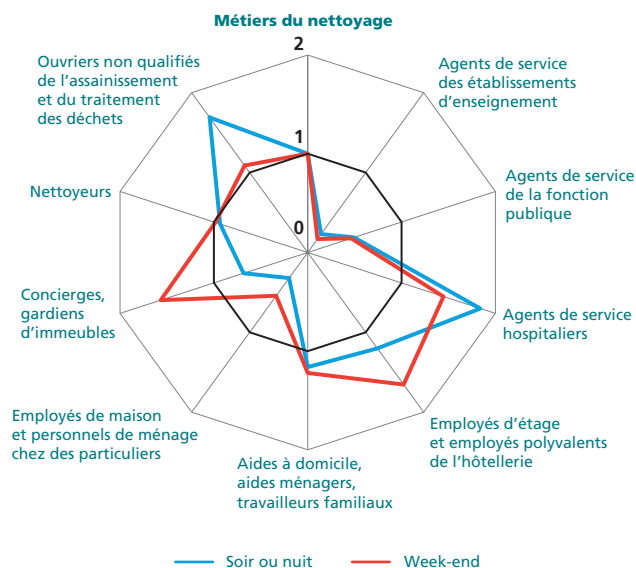 Métiers du nettoyage
2
1
0
Agents de service
des établissements
d'enseignement
Agents de service
de la fonction
publique
Agents de service
hospitaliers
Employés d'étage
et employés polyvalents
de l'hôtellerie
Aides à domicile,
aides ménagers,
travailleurs familiaux
Employés de maison
et personnels de ménage
chez des particuliers
Concierges,
gardiens
d'immeubles
Nettoyeurs
Ouvriers non qualifiés
de l'assainissement
et du traitement
des déchets
Soir ou nuit
Week-end